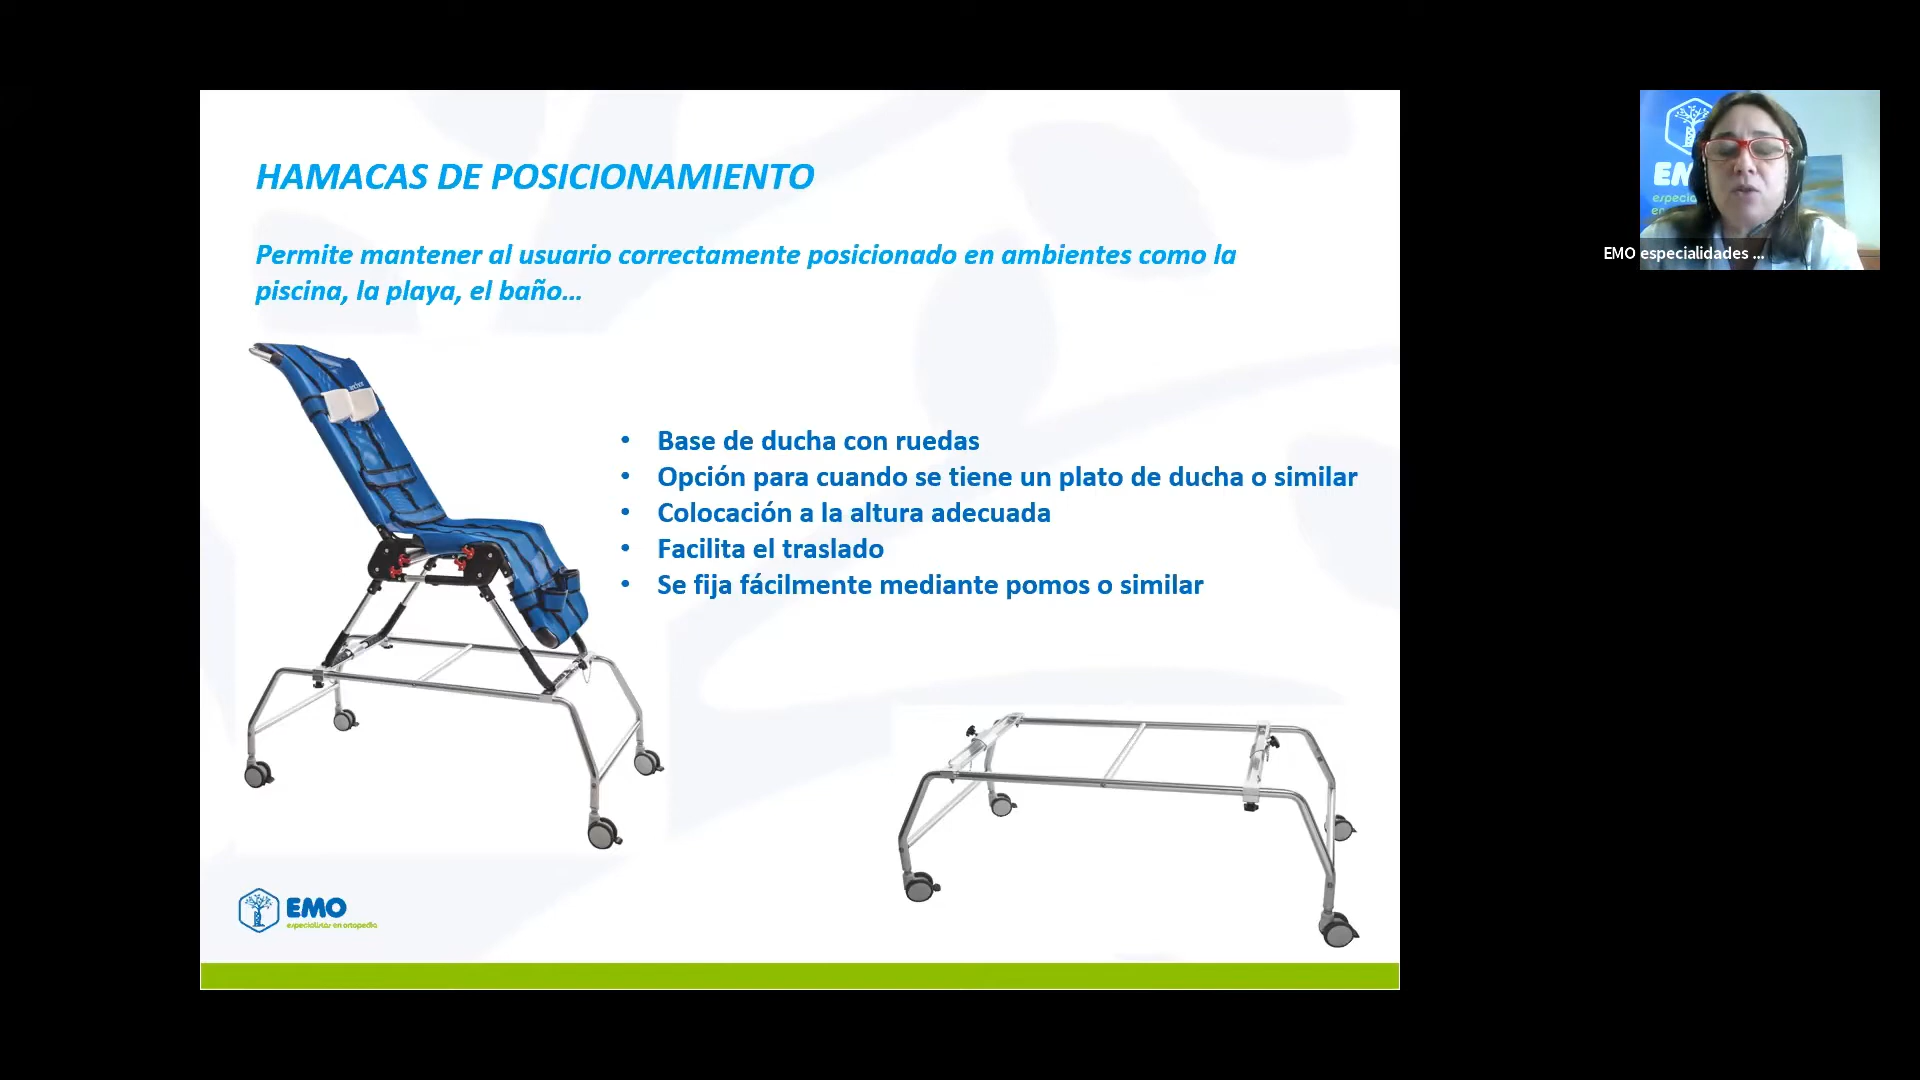 HAMACAS DE POSICIONAMIENTO
Permite mantener al usuario correctamente posicionado en ambientes como la
piscina, la playa, el baño...
• Base de ducha con ruedas
• Opción para cuando se tiene un plato de ducha o similar
• Colocación a la altura adecuada
• Facilita el traslado
• Se fija fácilmente mediante pomos o similar
EMO
especialistas en ortopedia
EMO especialidades ...